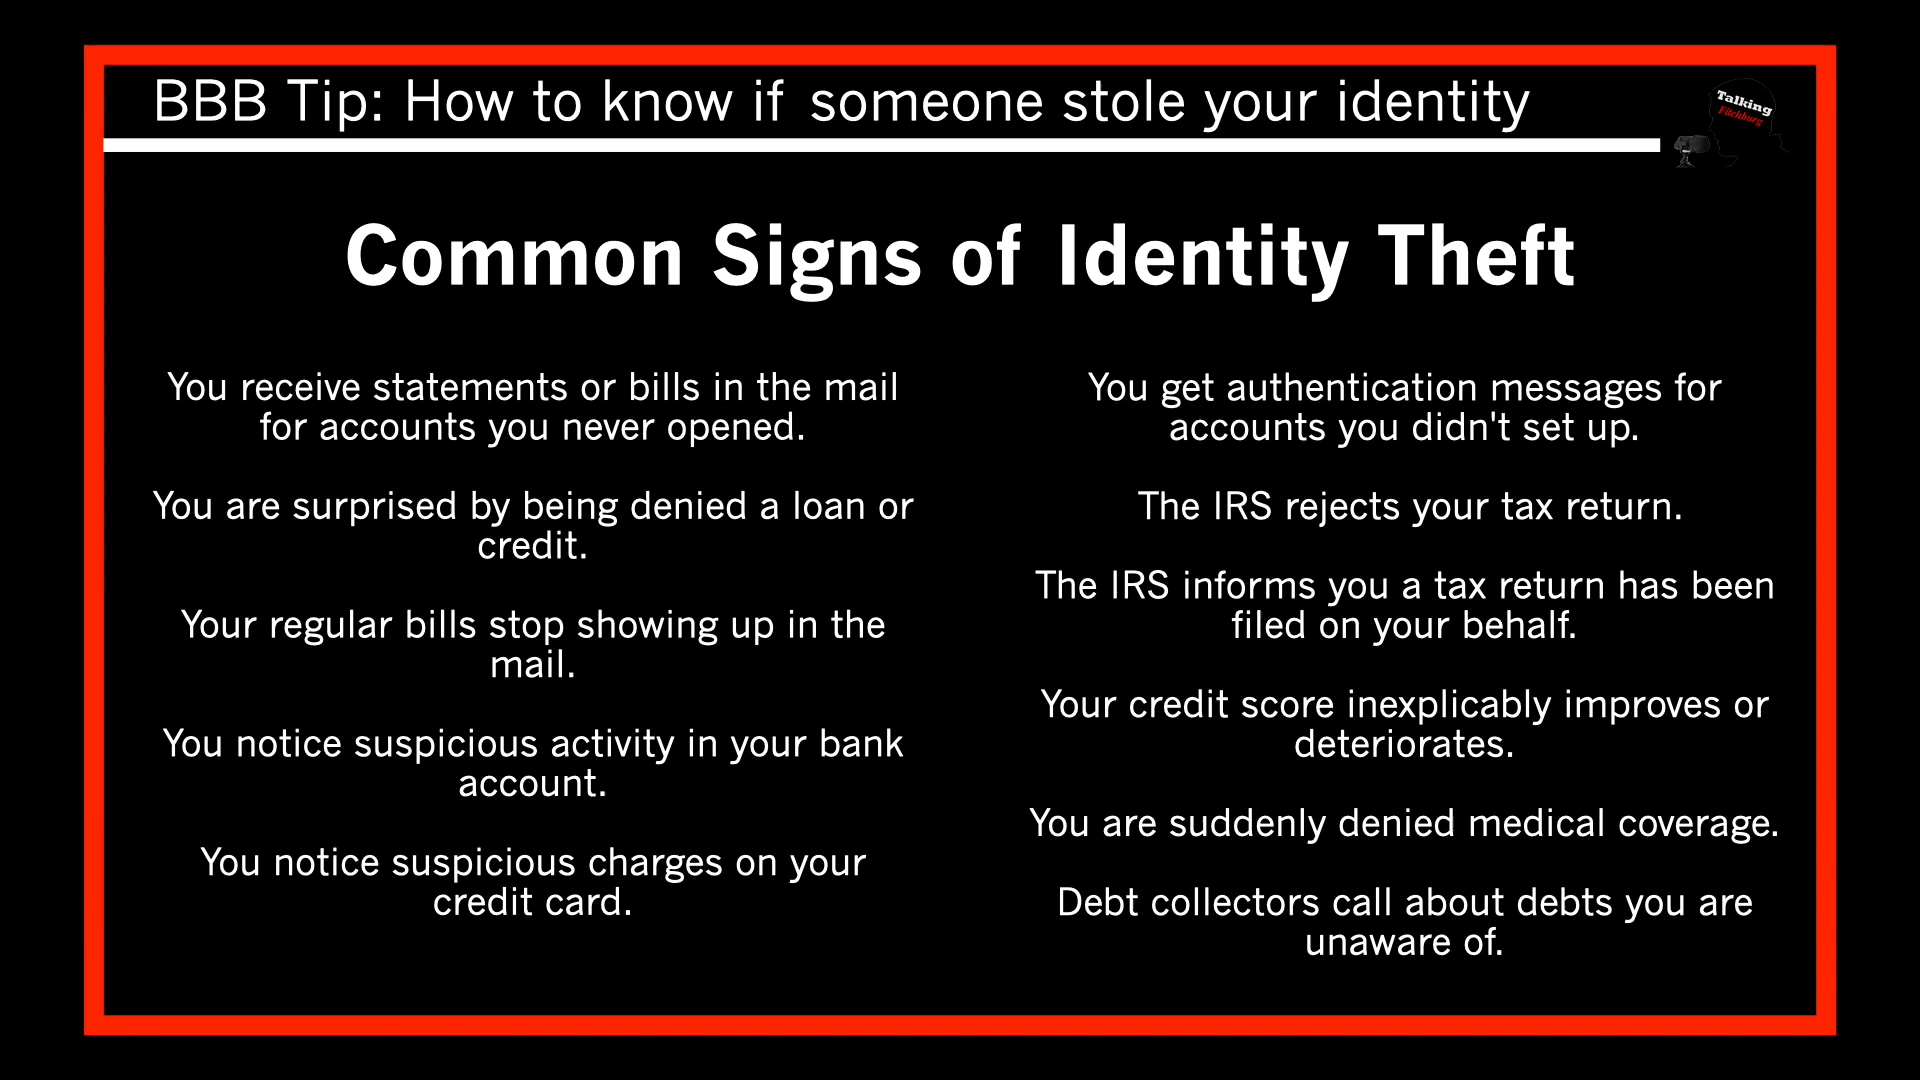 BBB Tip: How to know if someone stole your identity
Talking
Fitchburg
Common Signs of Identity Theft
You receive statements or bills in the mail
for accounts you never opened.
You are surprised by being denied a loan or
credit.
Your regular bills stop showing up in the
mail.
You notice suspicious activity in your bank
account.
You notice suspicious charges on your
credit card.
You get authentication messages for
accounts you didn't set up.
The IRS rejects your tax return.
The IRS informs you a tax return has been
filed on your behalf.
Your credit score inexplicably improves or
deteriorates.
You are suddenly denied medical coverage.
Debt collectors call about debts you are
unaware of.